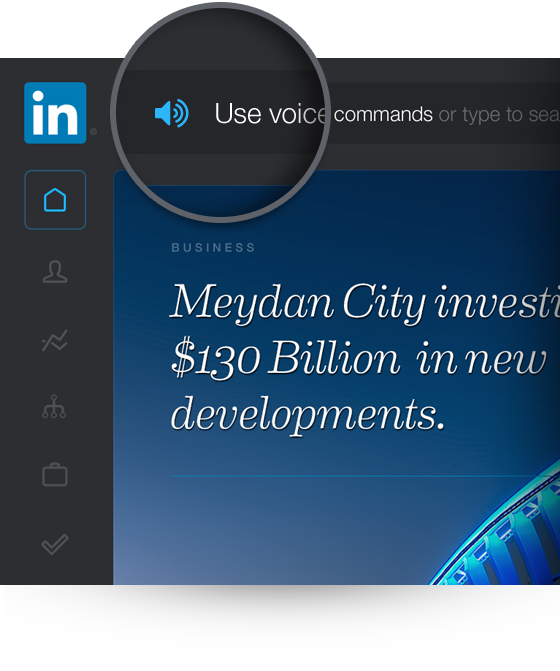 in ®
Use voice commands or type to sea
BUSINESS
Meydan City investi
$130 Billion in new
developments.